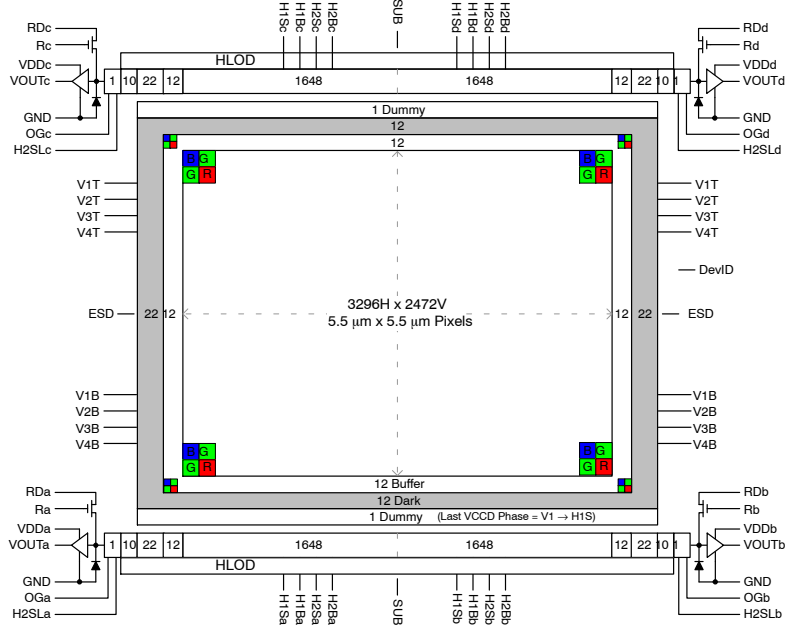 H1Sc H1Bc H2Sc H2Bc SUB H1Sd H1Bd H2Sd H2Bd
RDc RDd
Rc Rd
HLOD
VDDc VDDd
VOUTc 1 10 22 12 1648 1648 12 22 10 1 VOUTd
GND 1 Dummy GND
OGc 12 OGd
H2SLc 12 H2SLd
B G B G
G R G R
V1T V1T
V2T V2T
V3T V3T
V4T V4T
DevID
3296H x 2472V
ESD 22 12 12 22 ESD
5.5 μm x 5.5 μm Pixels
V1B V1B
V2B V2B
V3B V3B
V4B V4B
B G B G
G R G R
12 Buffer
RDa 12 Dark RDb
Ra 1 Dummy (Last VCCD Phase = V1 → H1S) Rb
VDDa VDDb
VOUTa 1 10 22 12 1648 1648 12 22 10 1 VOUTb
HLOD
GND GND
OGa OGb
H2SLa H2SLb
H1Sa H1Ba H2Sa H2Ba SUB H1Sb H1Bb H2Sb H2Bb